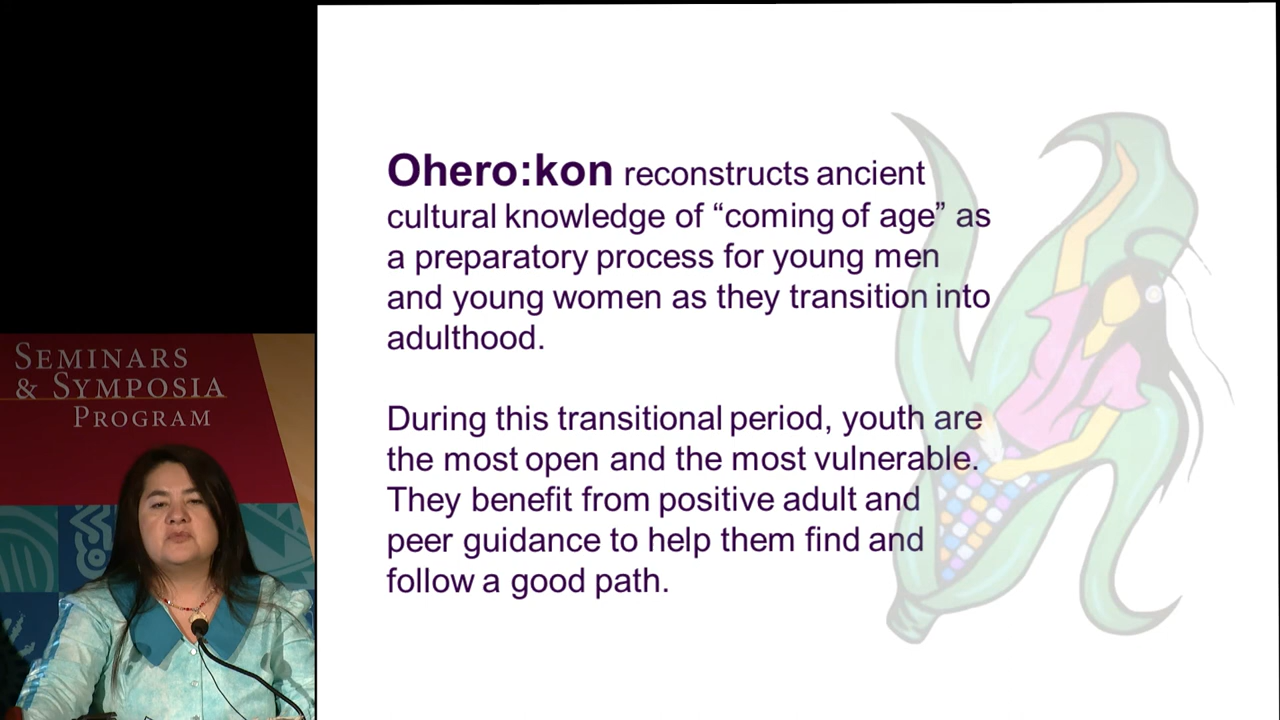 Ohero:kon reconstructs ancient
cultural knowledge of “coming of age” as
a preparatory process for young men
and young women as they transition into
adulthood.
During this transitional period, youth are
the most open and the most vulnerable.
They benefit from positive adult and
peer guidance to help them find and
follow a good path.
SEMINARS
& SYMPOSIA
PROGRAM